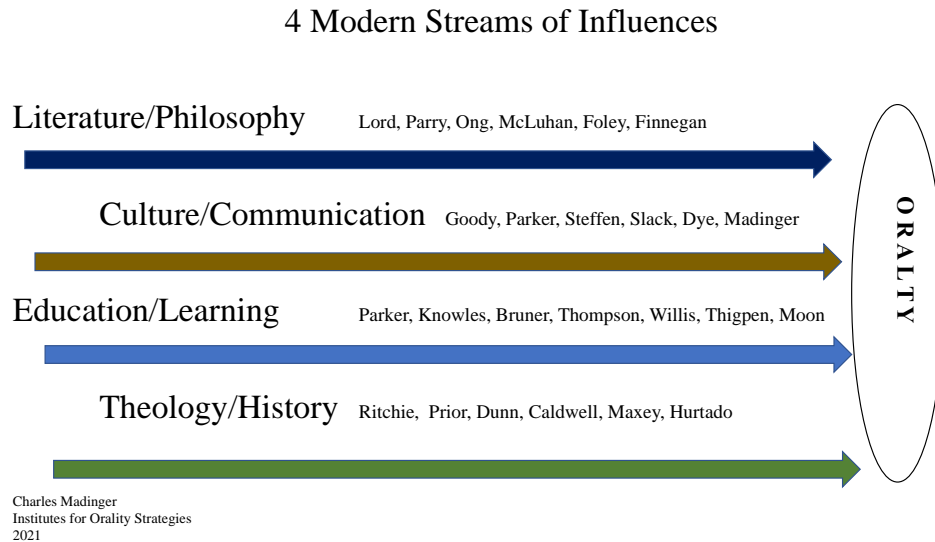 4 Modern Streams of Influences
Literature/Philosophy Lord, Parry, Ong, McLuhan, Foley, Finnegan
Culture/Communication Goody, Parker, Steffen, Slack, Dye, Madinger
Education/Learning Parker, Knowles, Bruner, Thompson, Willis, Thigpen, Moon
Theology/History Ritchie, Prior, Dunn, Caldwell, Maxey, Hurtado
ORALTY
Charles Madinger
Institutes for Orality Strategies
2021